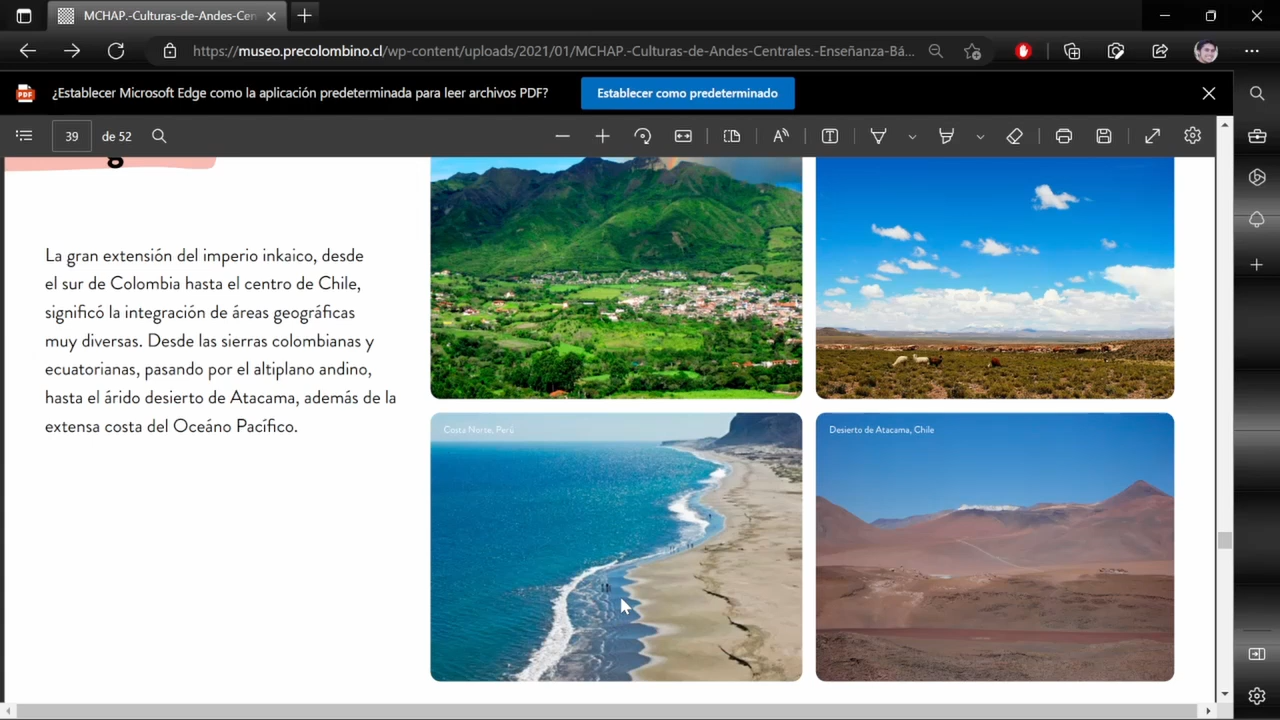 MCHAP.-Culturas-de-Andes-Cen
https://museo.precolombino.cl/wp-content/uploads/2021/01/MCHAP.-Culturas-de-Andes-Centrales.-Enseñanza-Bá...
¿Establecer Microsoft Edge como la aplicación predeterminada para leer archivos PDF?
Establecer como predeterminado
39 de 52
La gran extensión del imperio inkaico, desde
el sur de Colombia hasta el centro de Chile,
significó la integración de áreas geográficas
muy diversas. Desde las sierras colombianas y
ecuatorianas, pasando por el altiplano andino,
hasta el árido desierto de Atacama, además de la
extensa costa del Oceáno Pacífico.
Costa Norte, Perú
Desierto de Atacama, Chile